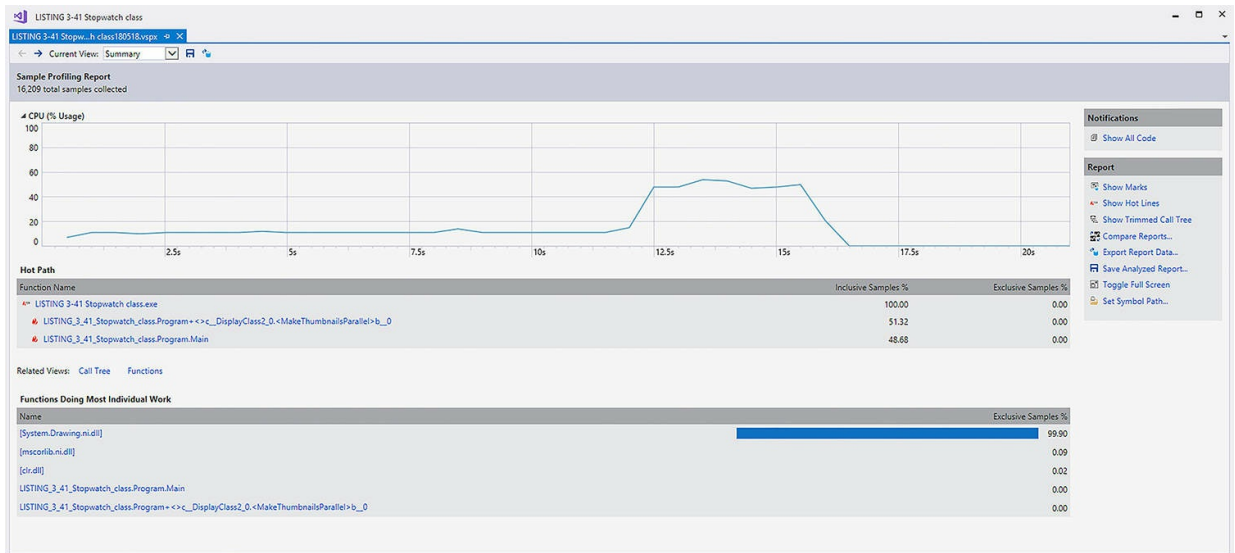 LISTING 3-41 Stopwatch class
LISTING 3-41 Stopw...h class180518.vspx
Current View: Summary
Sample Profiling Report
16,209 total samples collected
CPU (% Usage)
100
80
60
40
20
0
2.5s 5s 7.5s 10s 12.5s 15s 17.5s 20s
Hot Path
Function Name Inclusive Samples % Exclusive Samples %
LISTING 3-41 Stopwatch class.exe 100.00 0.00
LISTING_3_41_Stopwatch_class.Program+<>c__DisplayClass2_0.<MakeThumbnailsParallel>b__0 51.32 0.00
LISTING_3_41_Stopwatch_class.Program.Main 48.68 0.00
Related Views: Call Tree Functions
Functions Doing Most Individual Work
Name Exclusive Samples %
[System.Drawing.ni.dll] 99.90
[mscorlib.ni.dll] 0.09
[clr.dll] 0.02
LISTING_3_41_Stopwatch_class.Program.Main 0.00
LISTING_3_41_Stopwatch_class.Program+<>c__DisplayClass2_0.<MakeThumbnailsParallel>b__0 0.00
Notifications
Show All Code
Report
Show Marks
Show Hot Lines
Show Trimmed Call Tree
Compare Reports...
Export Report Data...
Save Analyzed Report...
Toggle Full Screen
Set Symbol Path...